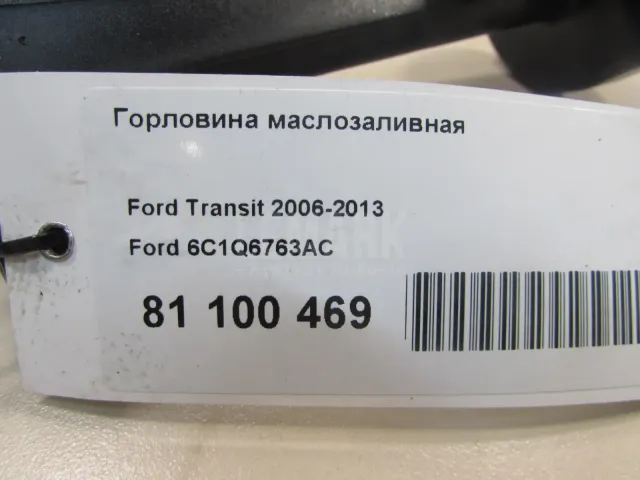 Горловина маслозаливная
Ford Transit 2006-2013
Ford 6C1Q6763AC
81 100 469